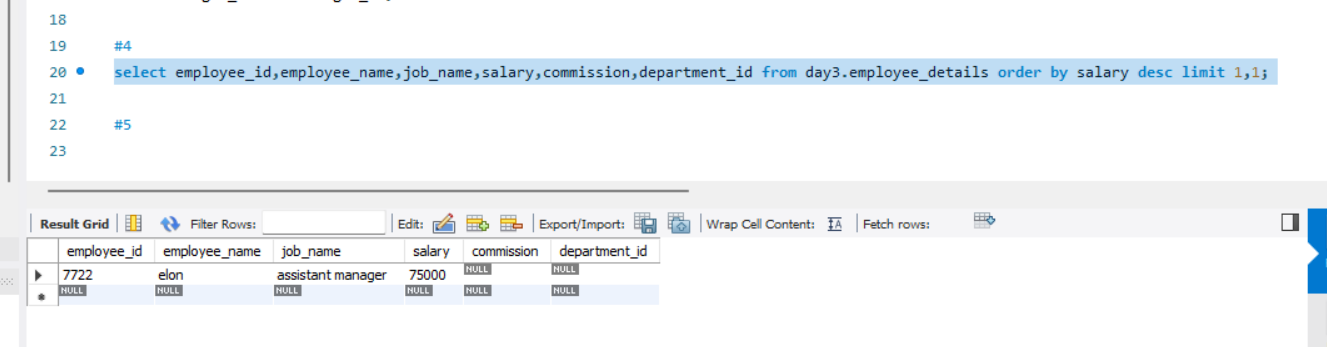 18
19 #4
20 select employee_id,employee_name,job_name,salary,commission,department_id from day3.employee_details order by salary desc limit 1,1;
21
22 #5
23
Result Grid Filter Rows: Edit: Export/Import: Wrap Cell Content: IA Fetch rows:
employee_id employee_name job_name salary commission department_id
7722 elon assistant manager 75000 NULL NULL
NULL NULL NULL NULL NULL NULL